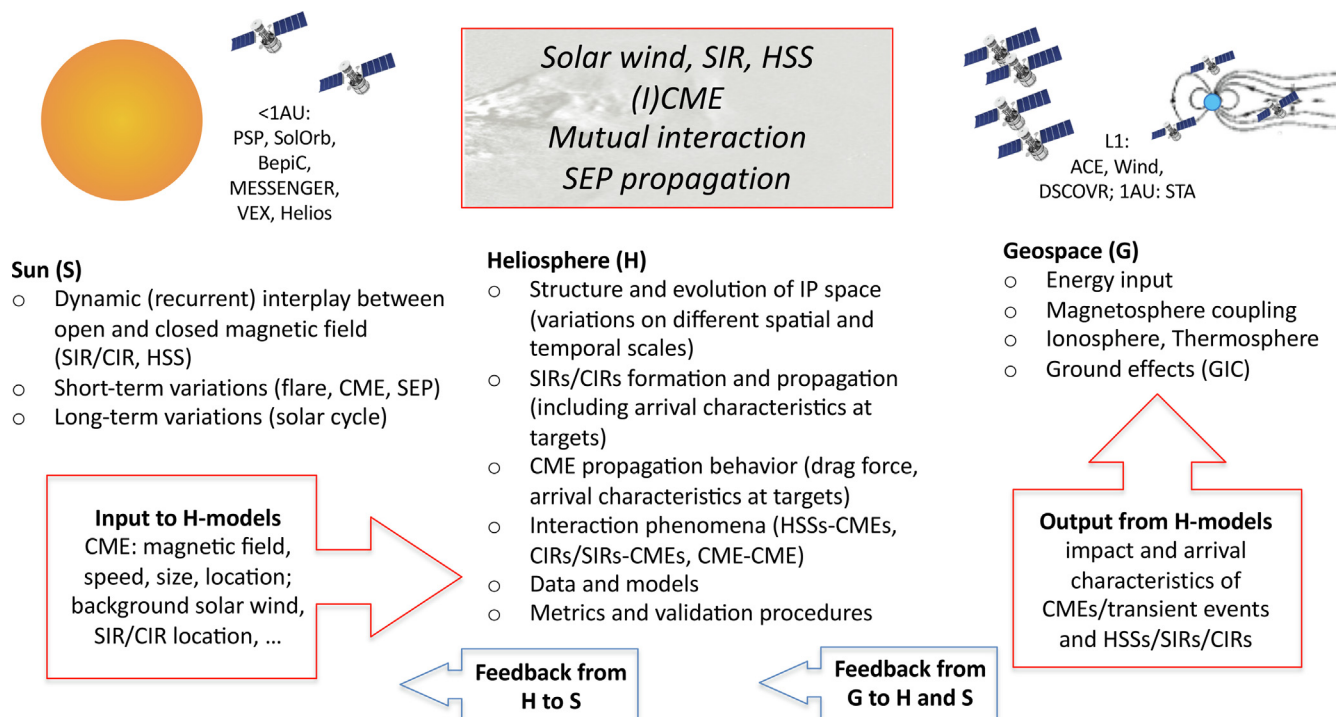 <1AU:
PSP, SolOrb,
BepiC,
MESSENGER,
VEX, Helios
Solar wind, SIR, HSS
(I)CME
Mutual interaction
SEP propagation
L1:
ACE, Wind,
DSCOVR; 1AU: STA
Sun (S)
o Dynamic (recurrent) interplay between
open and closed magnetic field
(SIR/CIR, HSS)
o Short-term variations (flare, CME, SEP)
o Long-term variations (solar cycle)
Heliosphere (H)
o Structure and evolution of IP space
(variations on different spatial and
temporal scales)
o SIRs/CIRs formation and propagation
(including arrival characteristics at
targets)
o CME propagation behavior (drag force,
arrival characteristics at targets)
o Interaction phenomena (HSSs-CMEs,
CIRs/SIRs-CMEs, CME-CME)
o Data and models
o Metrics and validation procedures
Geospace (G)
o Energy input
o Magnetosphere coupling
o Ionosphere, Thermosphere
o Ground effects (GIC)
Input to H-models
CME: magnetic field,
speed, size, location;
background solar wind,
SIR/CIR location, ...
Output from H-models
impact and arrival
characteristics of
CMEs/transient events
and HSSs/SIRs/CIRs
Feedback from
H to S
Feedback from
G to H and S